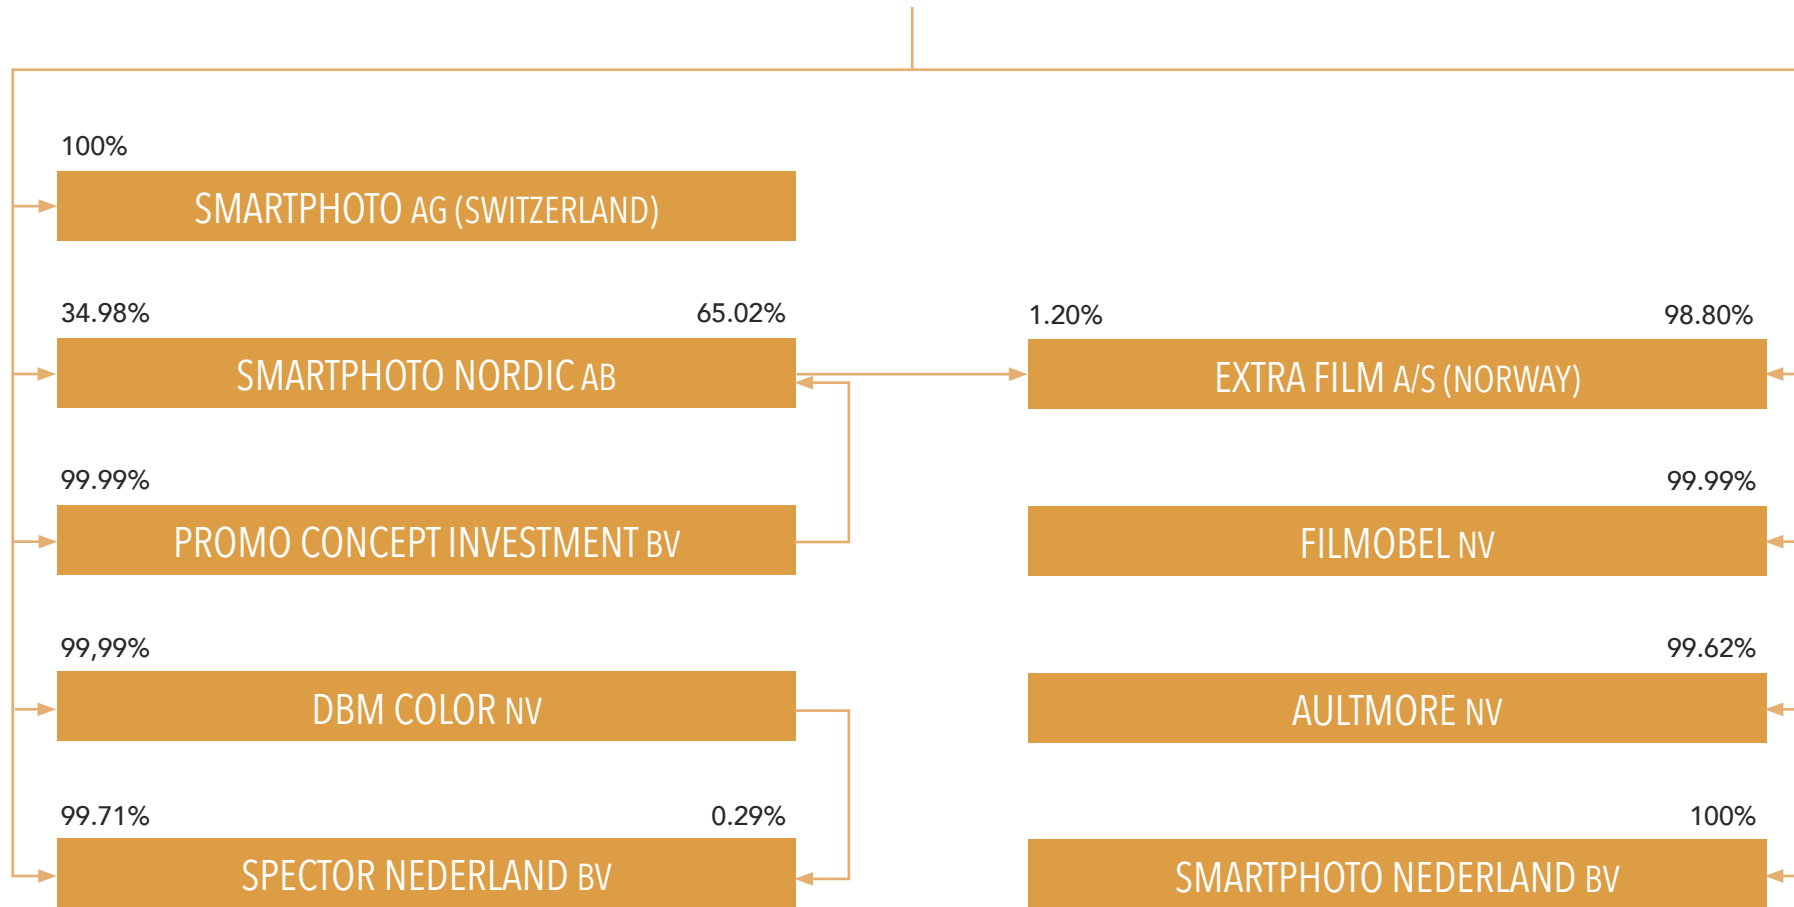 100%
SMARTPHOTO AG (SWITZERLAND)
34.98% 65.02%
SMARTPHOTO NORDIC AB
99.99%
PROMO CONCEPT INVESTMENT BV
99,99%
DBM COLOR NV
99.71% 0.29%
SPECTOR NEDERLAND BV
1.20% 98.80%
EXTRA FILM A/S (NORWAY)
99.99%
FILMOBEL NV
99.62%
AULTMORE NV
100%
SMARTPHOTO NEDERLAND BV